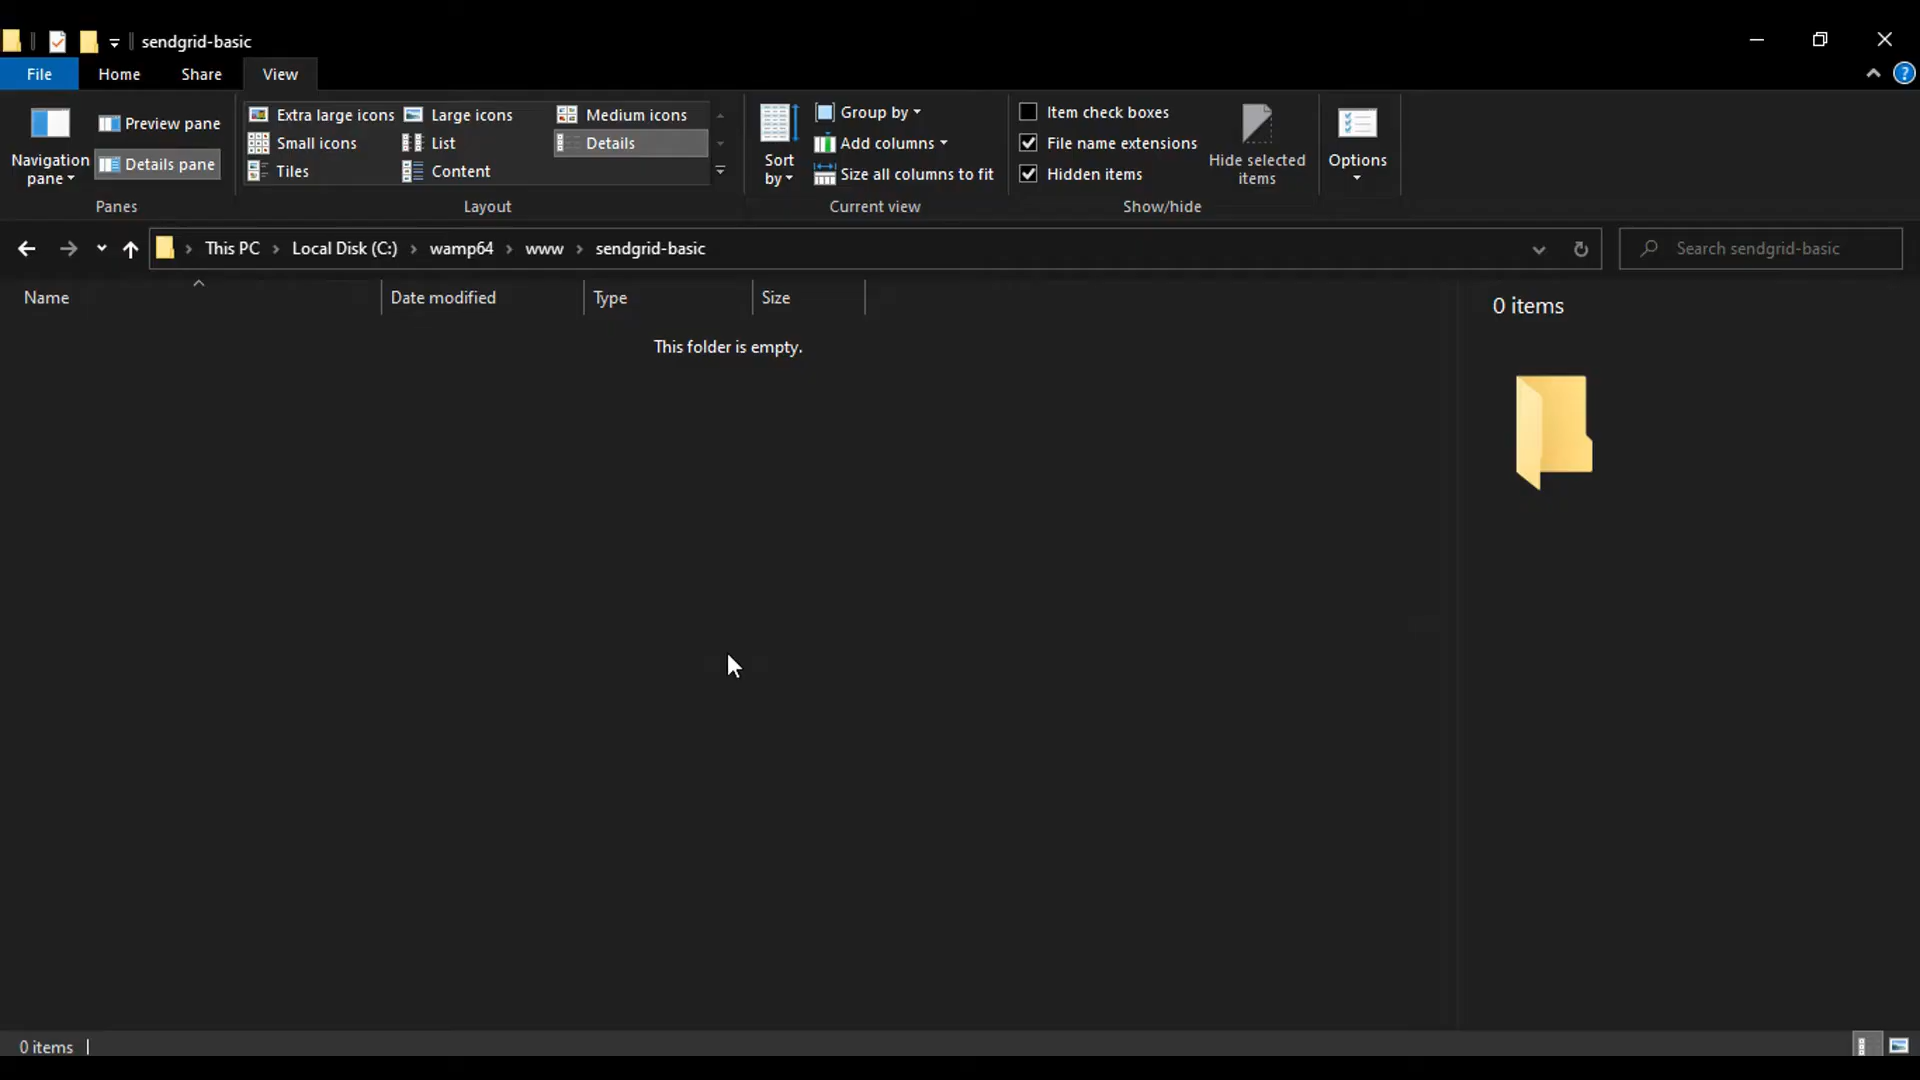 sendgrid-basic
File Home Share View
Navigation pane
Preview pane
Details pane
Panes
Extra large icons Large icons Medium icons
Small icons List Details
Tiles Content
Layout
Sort by
Group by
Add columns
Size all columns to fit
Current view
Item check boxes
File name extensions
Hidden items
Hide selected items
Show/hide
Options
This PC Local Disk (C:) wamp64 www sendgrid-basic
Search sendgrid-basic
Name Date modified Type Size
This folder is empty.
0 items
0 items